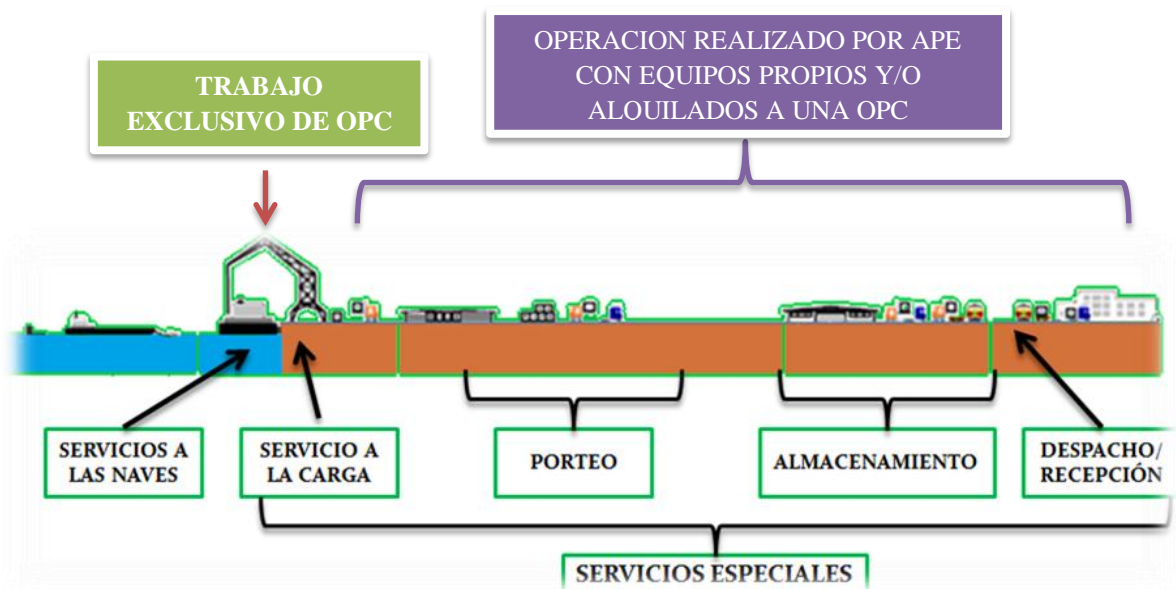 TRABAJO
EXCLUSIVO DE OPC
OPERACION REALIZADO POR APE
CON EQUIPOS PROPIOS Y/O
ALQUILADOS A UNA OPC
SERVICIOS A
LAS NAVES
SERVICIO A
LA CARGA
PORTEO
ALMACENAMIENTO
DESPACHO/
RECEPCIÓN
SERVICIOS ESPECIALES